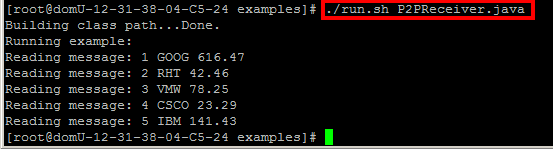 [root@domU-12-31-38-04-C5-24 examples]# ./run.sh P2PReceiver.java
Building class path...Done.
Running example:
Reading message: 1 GOOG 616.47
Reading message: 2 RHT 42.46
Reading message: 3 VMW 78.25
Reading message: 4 CSCO 23.29
Reading message: 5 IBM 141.43
[root@domU-12-31-38-04-C5-24 examples]#